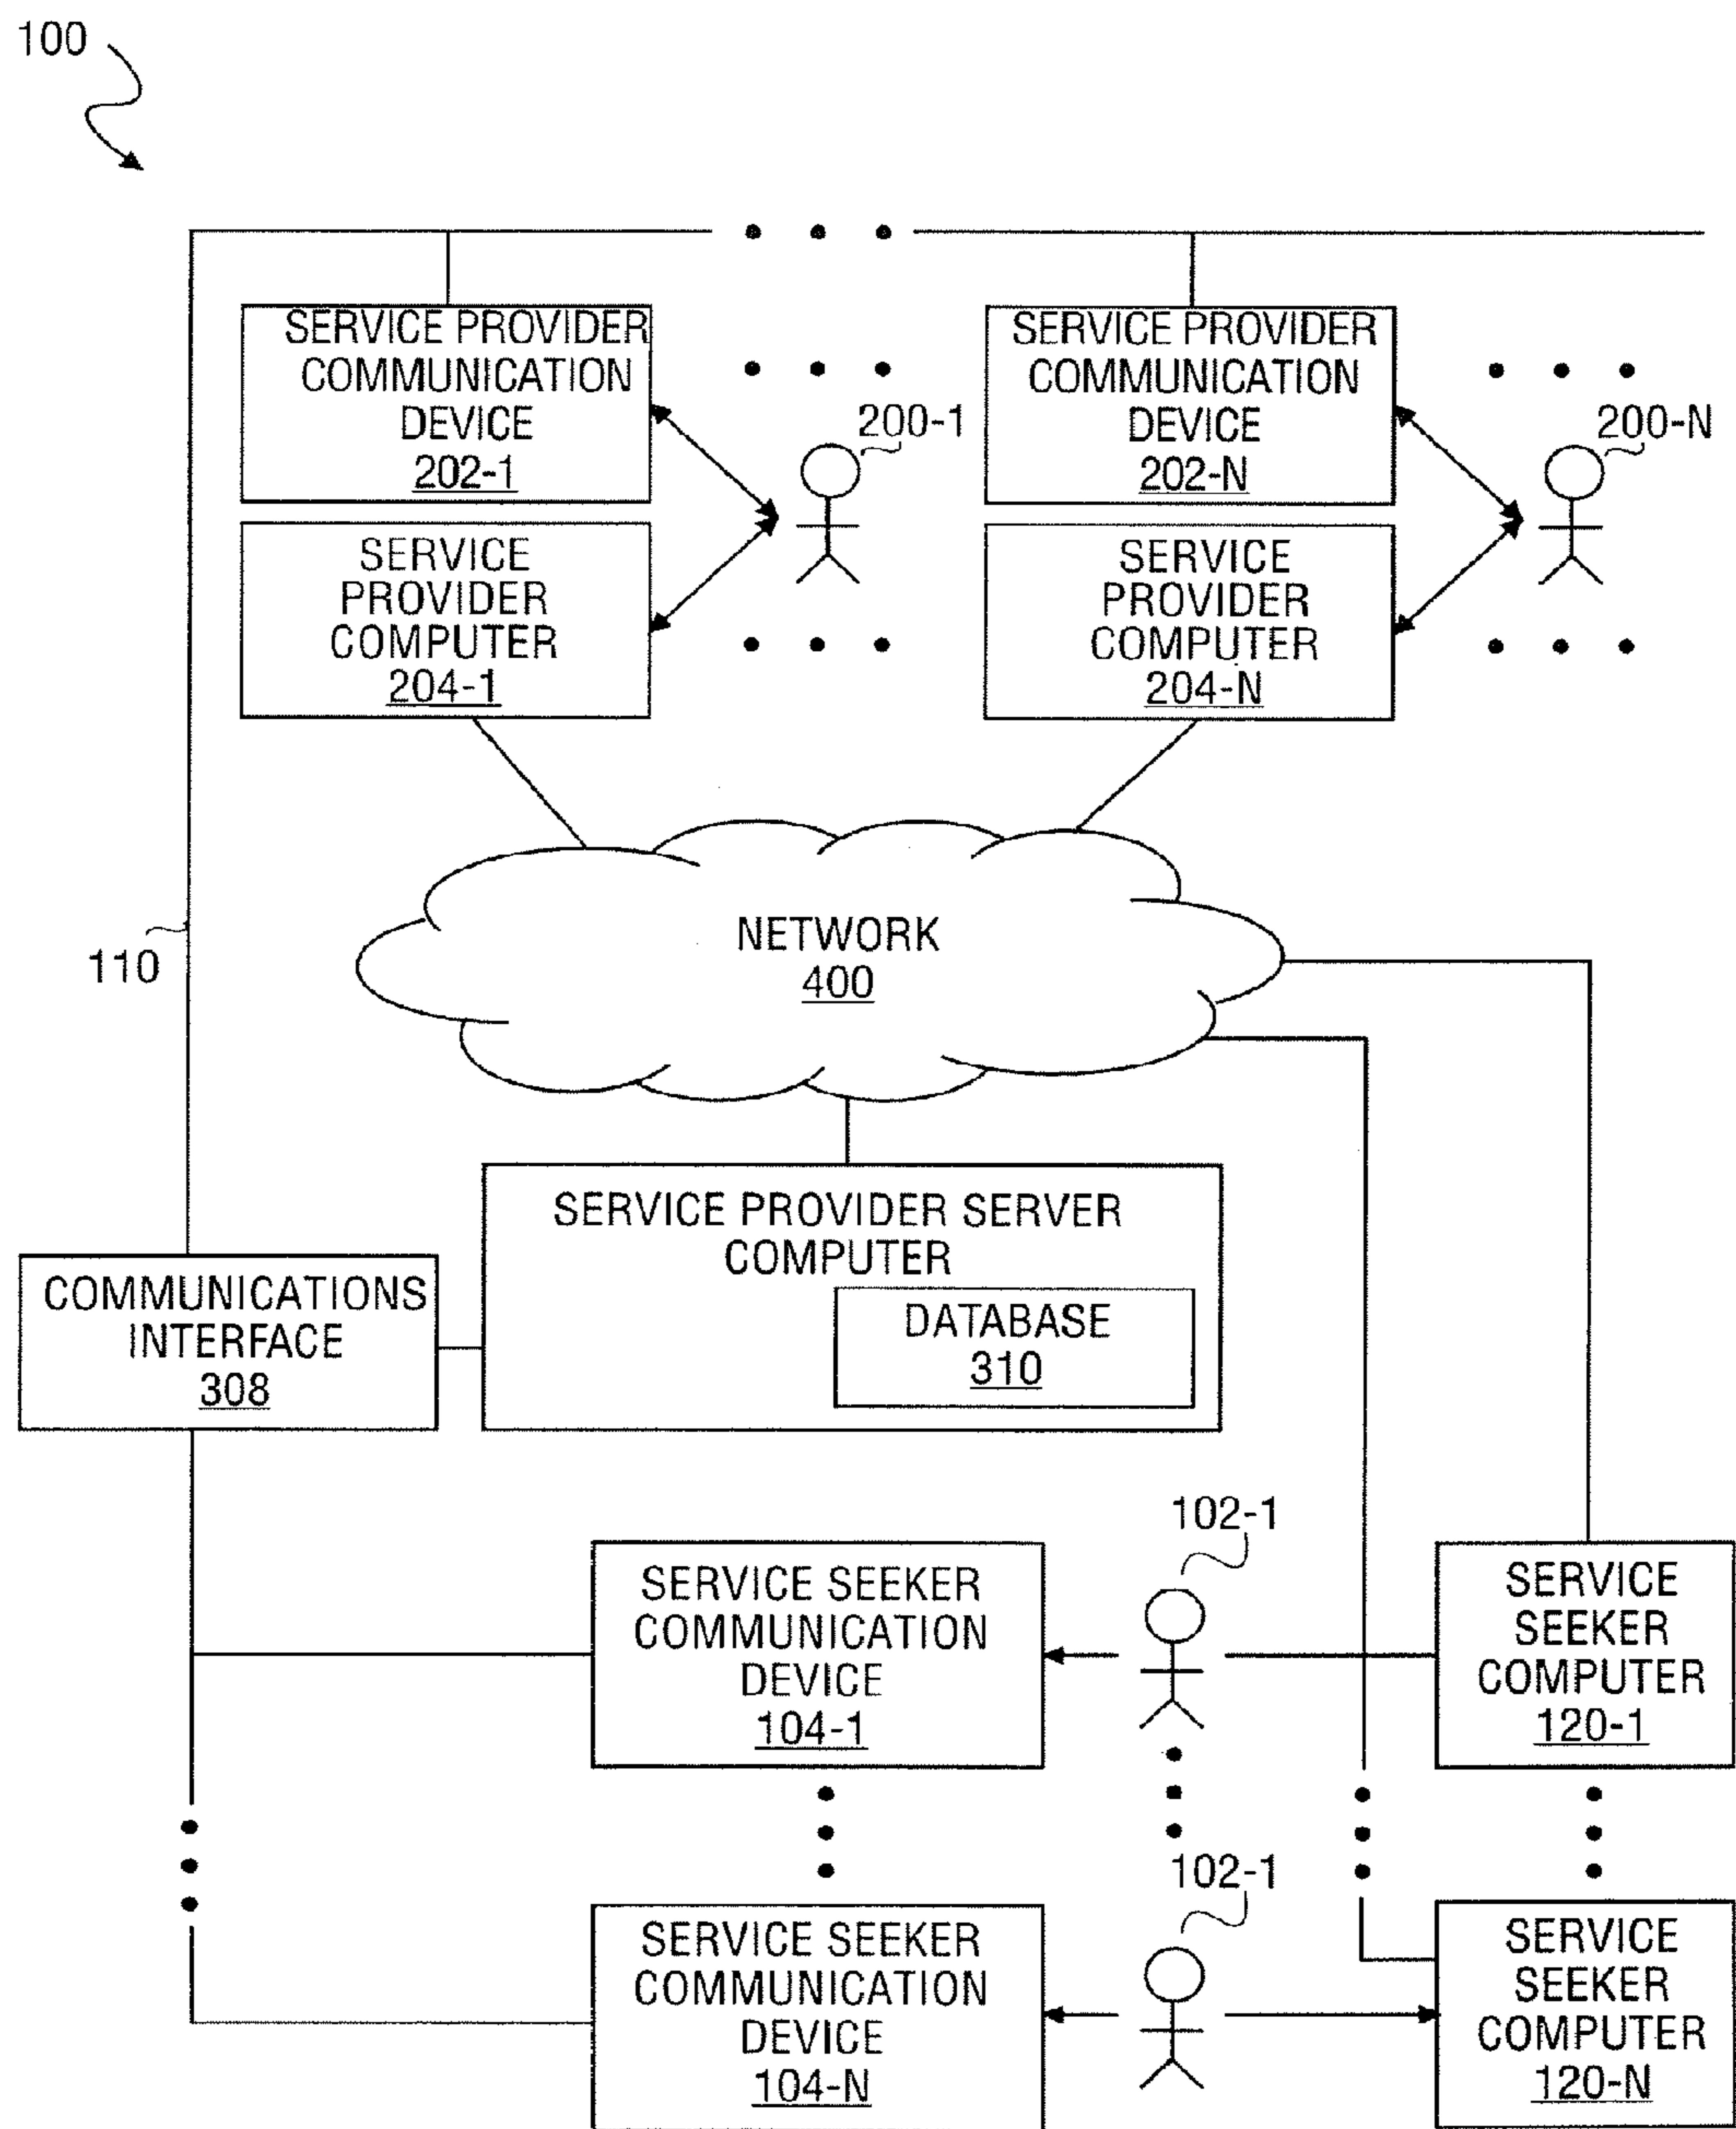 100
SERVICE PROVIDER
COMMUNICATION
DEVICE
202-1
200-1
SERVICE PROVIDER
COMMUNICATION
DEVICE
202-N
200-N
SERVICE
PROVIDER
COMPUTER
204-1
SERVICE
PROVIDER
COMPUTER
204-N
NETWORK
400
110
SERVICE PROVIDER SERVER
COMPUTER
DATABASE
310
COMMUNICATIONS
INTERFACE
308
SERVICE SEEKER
COMMUNICATION
DEVICE
104-1
102-1
SERVICE
SEEKER
COMPUTER
120-1
SERVICE SEEKER
COMMUNICATION
DEVICE
104-N
102-1
SERVICE
SEEKER
COMPUTER
120-N